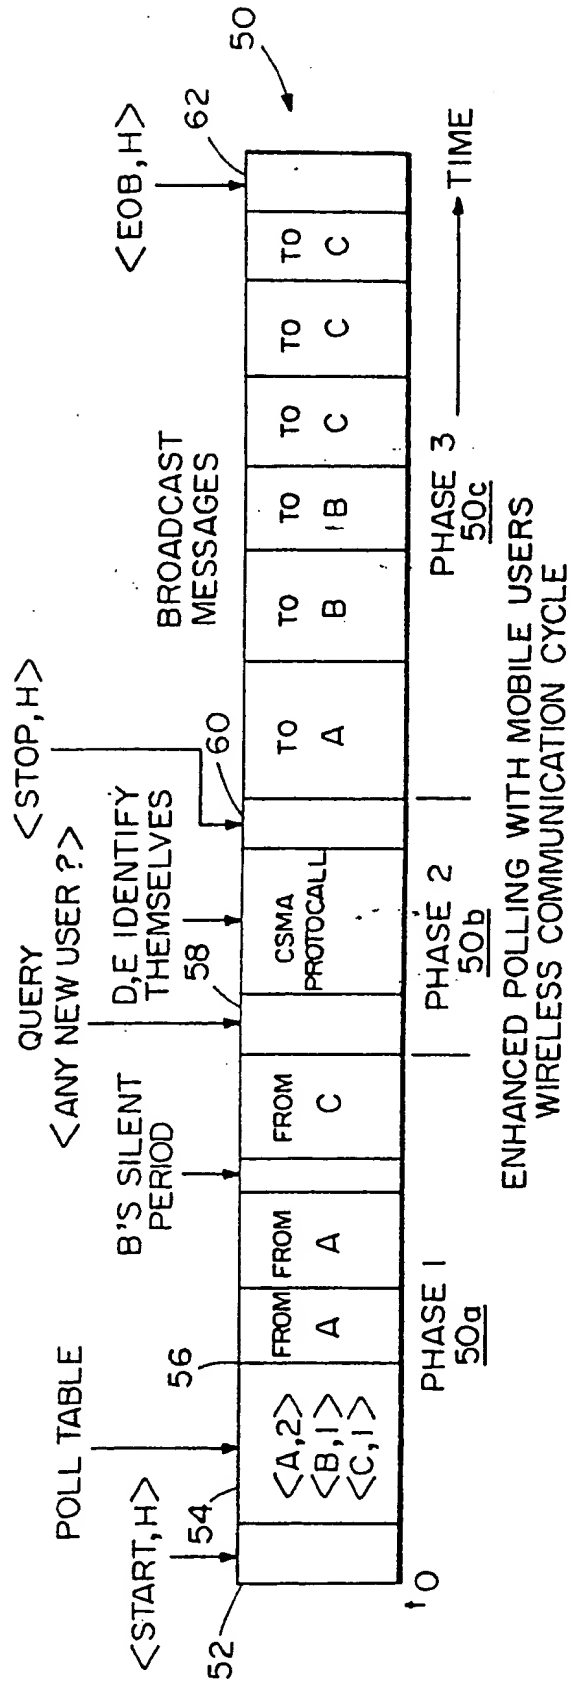 50
<START,H>
POLL TABLE
B'S SILENT
PERIOD
QUERY
<ANY NEW USER ?>
D,E IDENTIFY
THEMSELVES
<STOP,H>
BROADCAST
MESSAGES
<EOB,H>
52
54
56
58
60
62
<A,2>
<B,1>
<C,1>
FROM
A
FROM
A
FROM
C
CSMA
PROTOCALL
TO
A
TO
B
TO
B
TO
C
TO
C
TO
C
t0
PHASE 1
50a
PHASE 2
50b
PHASE 3
50c
TIME
ENHANCED POLLING WITH MOBILE USERS
WIRELESS COMMUNICATION CYCLE